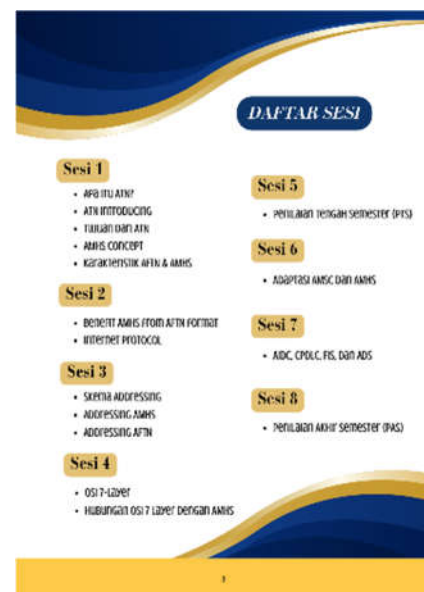 DAFTAR SESI
Sesi 1
• Apa itu ATN?
• ATN Introducing
• Tujuan dari ATN
• AMHS Concept
• Karakteristik AFTN & AMHS
Sesi 2
• Benefit AMHS From AFTN Format
• Internet Protocol
Sesi 3
• Skema Addressing
• Addressing AMHS
• Addressing AFTN
Sesi 4
• OSI 7-Layer
• Hubungan OSI 7 Layer Dengan AMHS
Sesi 5
• Penilaian Tengah Semester (PTS)
Sesi 6
• Adaptasi AMSC Dan AMHS
Sesi 7
• AIDC, CPDLC, FIS, Dan ADS
Sesi 8
• Penilaian Akhir Semester (PAS)